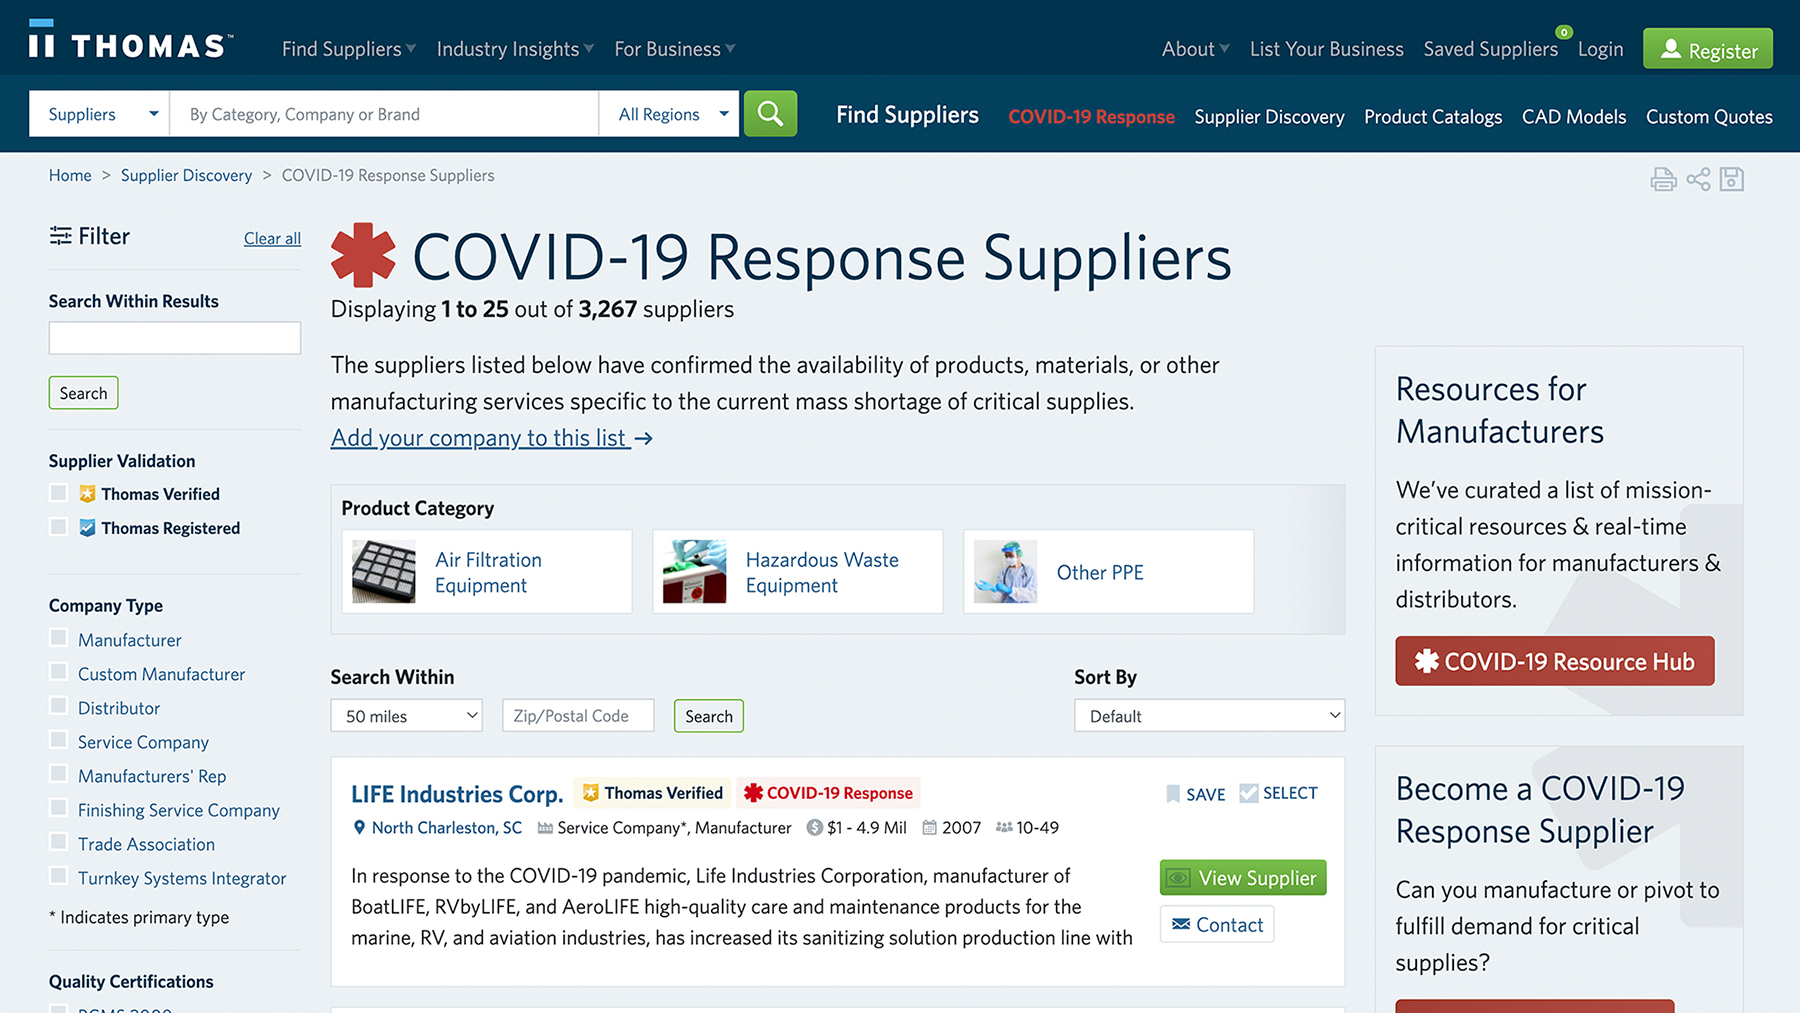 THOMAS™
Find Suppliers
Industry Insights
For Business
About
List Your Business
Saved Suppliers
0
Login
Register
Suppliers
By Category, Company or Brand
All Regions
Find Suppliers
COVID-19 Response
Supplier Discovery
Product Catalogs
CAD Models
Custom Quotes
Home > Supplier Discovery > COVID-19 Response Suppliers
Filter
Clear all
Search Within Results
Search
Supplier Validation
Thomas Verified
Thomas Registered
Company Type
Manufacturer
Custom Manufacturer
Distributor
Service Company
Manufacturers' Rep
Finishing Service Company
Trade Association
Turnkey Systems Integrator
* Indicates primary type
Quality Certifications
COVID-19 Response Suppliers
Displaying 1 to 25 out of 3,267 suppliers
The suppliers listed below have confirmed the availability of products, materials, or other
manufacturing services specific to the current mass shortage of critical supplies.
Add your company to this list →
Product Category
Air Filtration
Equipment
Hazardous Waste
Equipment
Other PPE
Search Within
50 miles
Zip/Postal Code
Search
Sort By
Default
LIFE Industries Corp.
Thomas Verified
COVID-19 Response
SAVE
SELECT
North Charleston, SC
Service Company*, Manufacturer
$1 - 4.9 Mil
2007
10-49
In response to the COVID-19 pandemic, Life Industries Corporation, manufacturer of
BoatLIFE, RVbyLIFE, and AeroLIFE high-quality care and maintenance products for the
marine, RV, and aviation industries, has increased its sanitizing solution production line with
View Supplier
Contact
Resources for
Manufacturers
We've curated a list of mission-
critical resources & real-time
information for manufacturers &
distributors.
COVID-19 Resource Hub
Become a COVID-19
Response Supplier
Can you manufacture or pivot to
fulfill demand for critical
supplies?